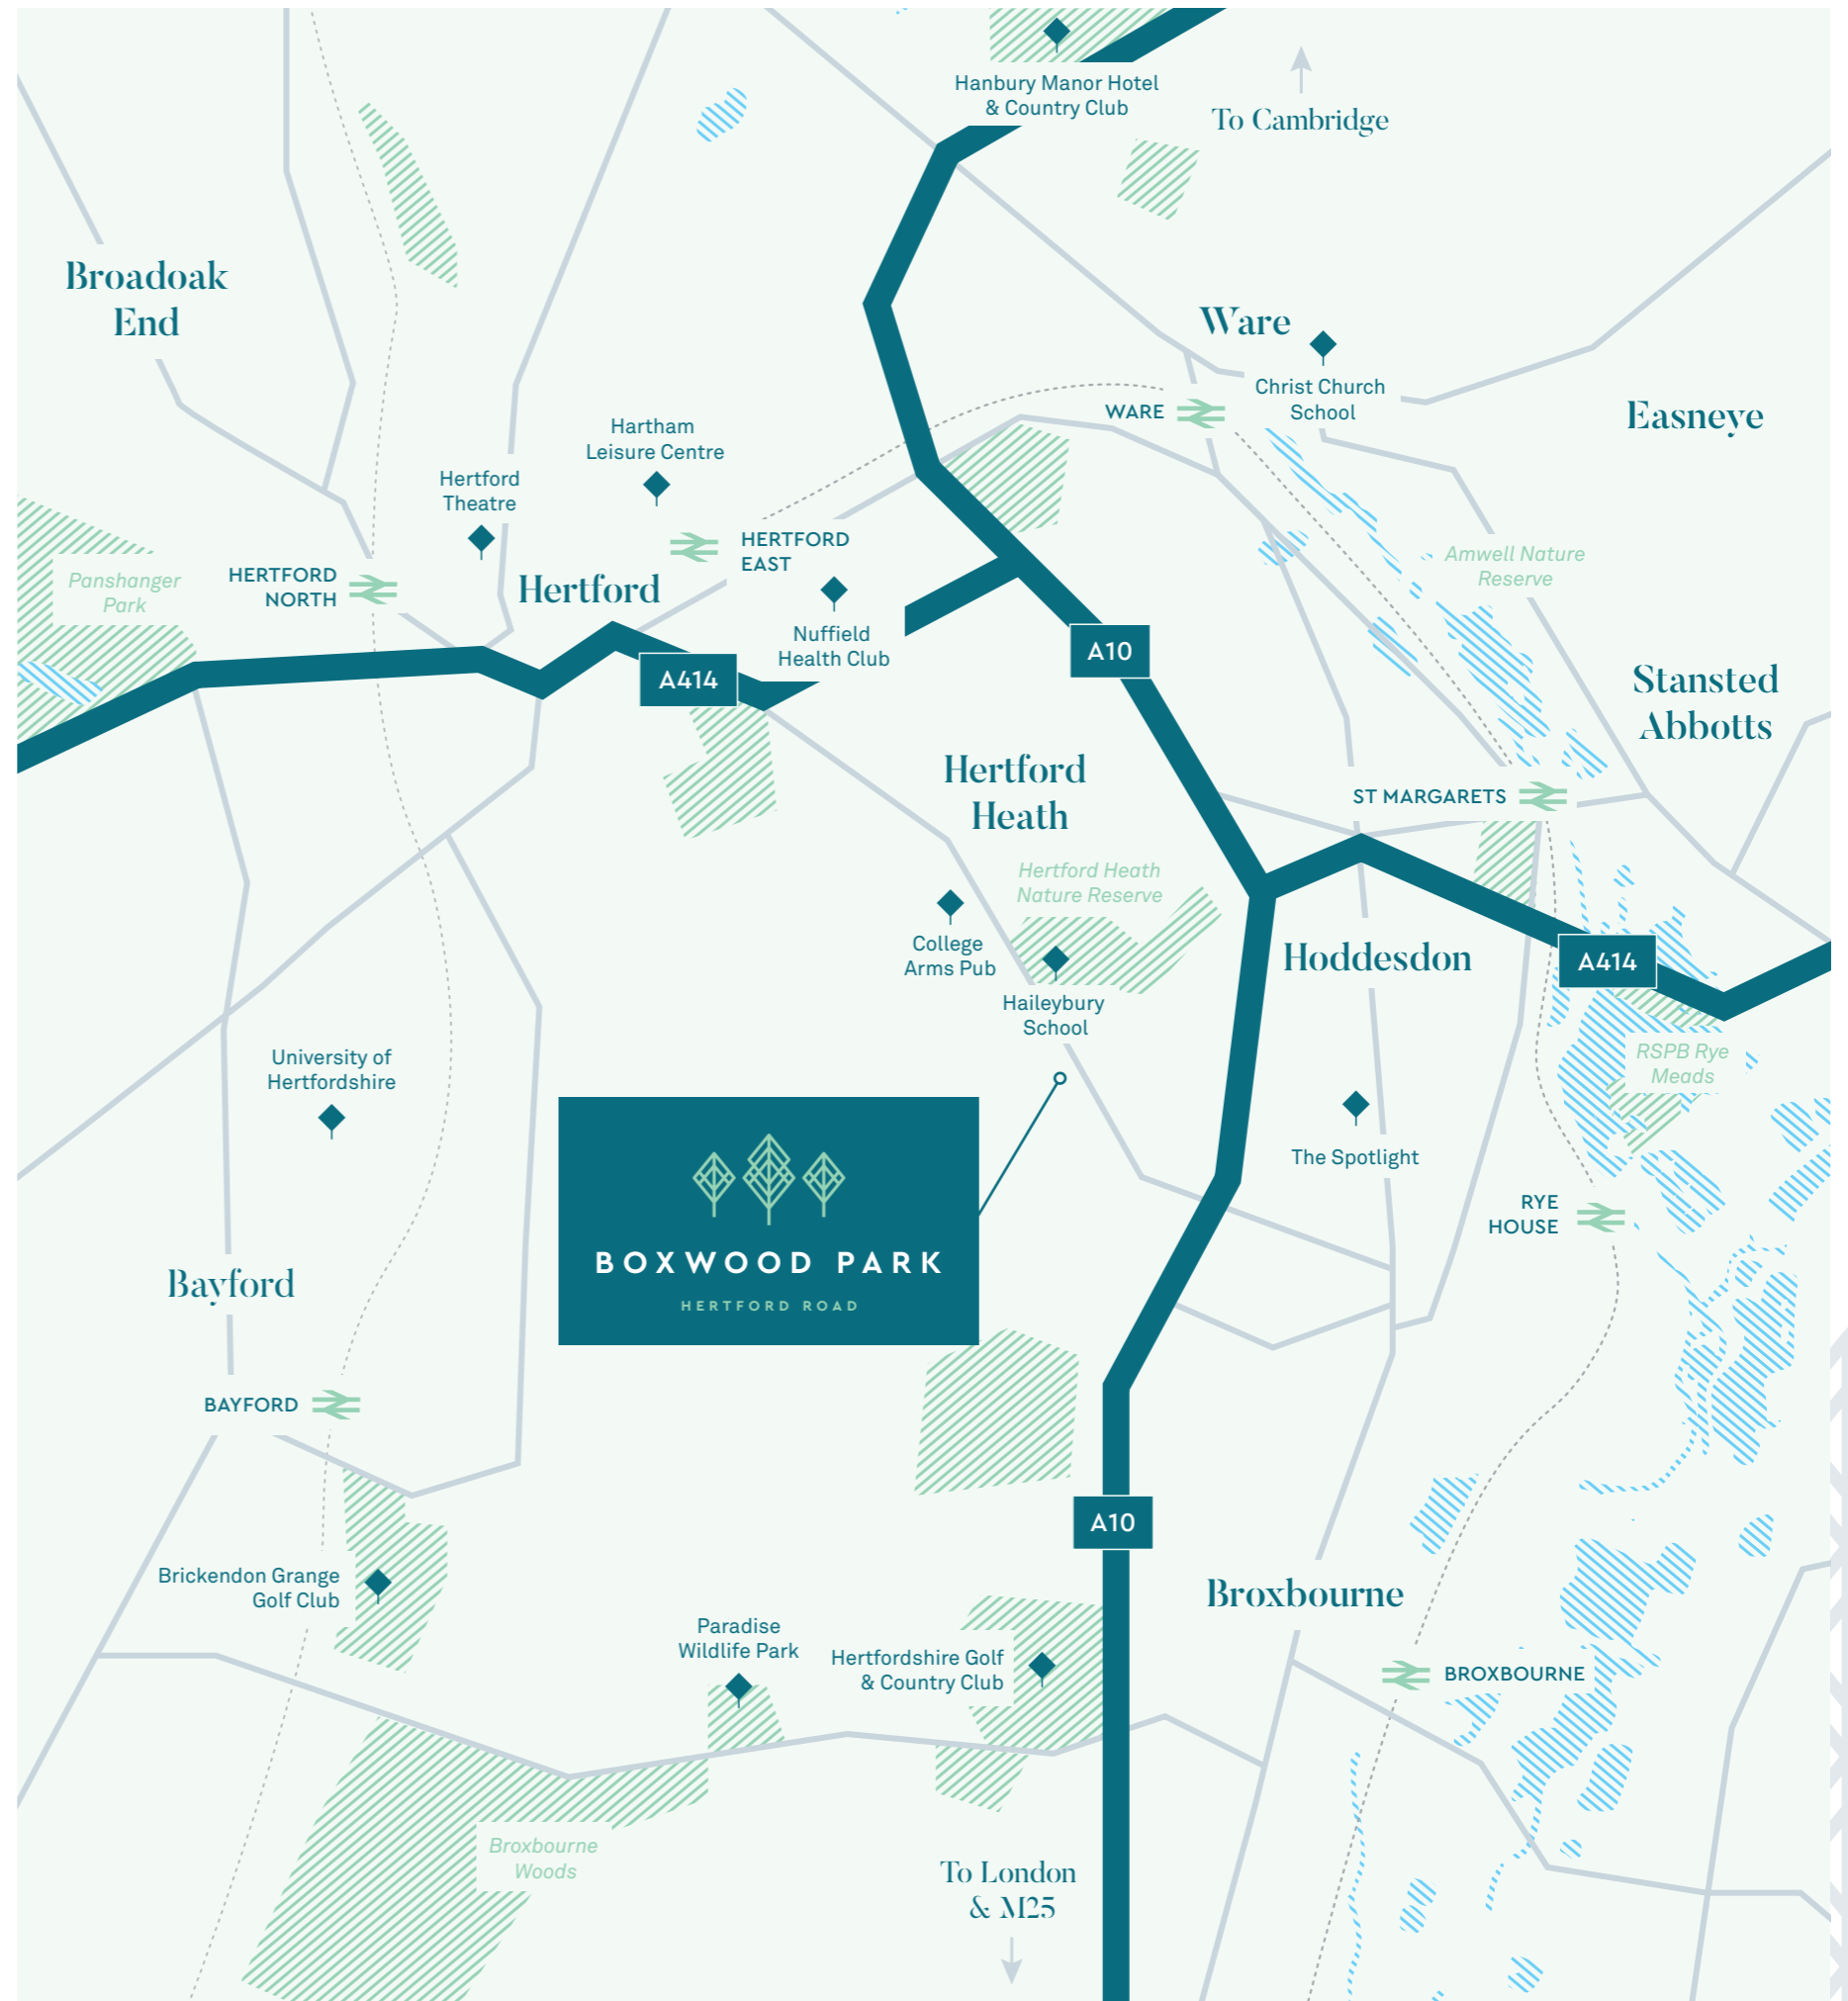 Hanbury Manor Hotel
& Country Club
To Cambridge
Broadoak
End
Ware
Christ Church
School
WARE
Easneye
Hartham
Leisure Centre
Hertford
Theatre
HERTFORD
EAST
Amwell Nature
Reserve
Panshanger
Park
HERTFORD
NORTH
Hertford
Nuffield
Health Club
A10
A414
Stansted
Abbotts
Hertford
Heath
ST MARGARETS
Hertford Heath
Nature Reserve
College
Arms Pub
Hoddesdon
A414
Haileybury
School
RSPB Rye
Meads
University of
Hertfordshire
The Spotlight
RYE
HOUSE
BOXWOOD PARK
HERTFORD ROAD
Bayford
BAYFORD
A10
Brickendon Grange
Golf Club
Broxbourne
Paradise
Wildlife Park
Hertfordshire Golf
& Country Club
BROXBOURNE
Broxbourne
Woods
To London
& M25